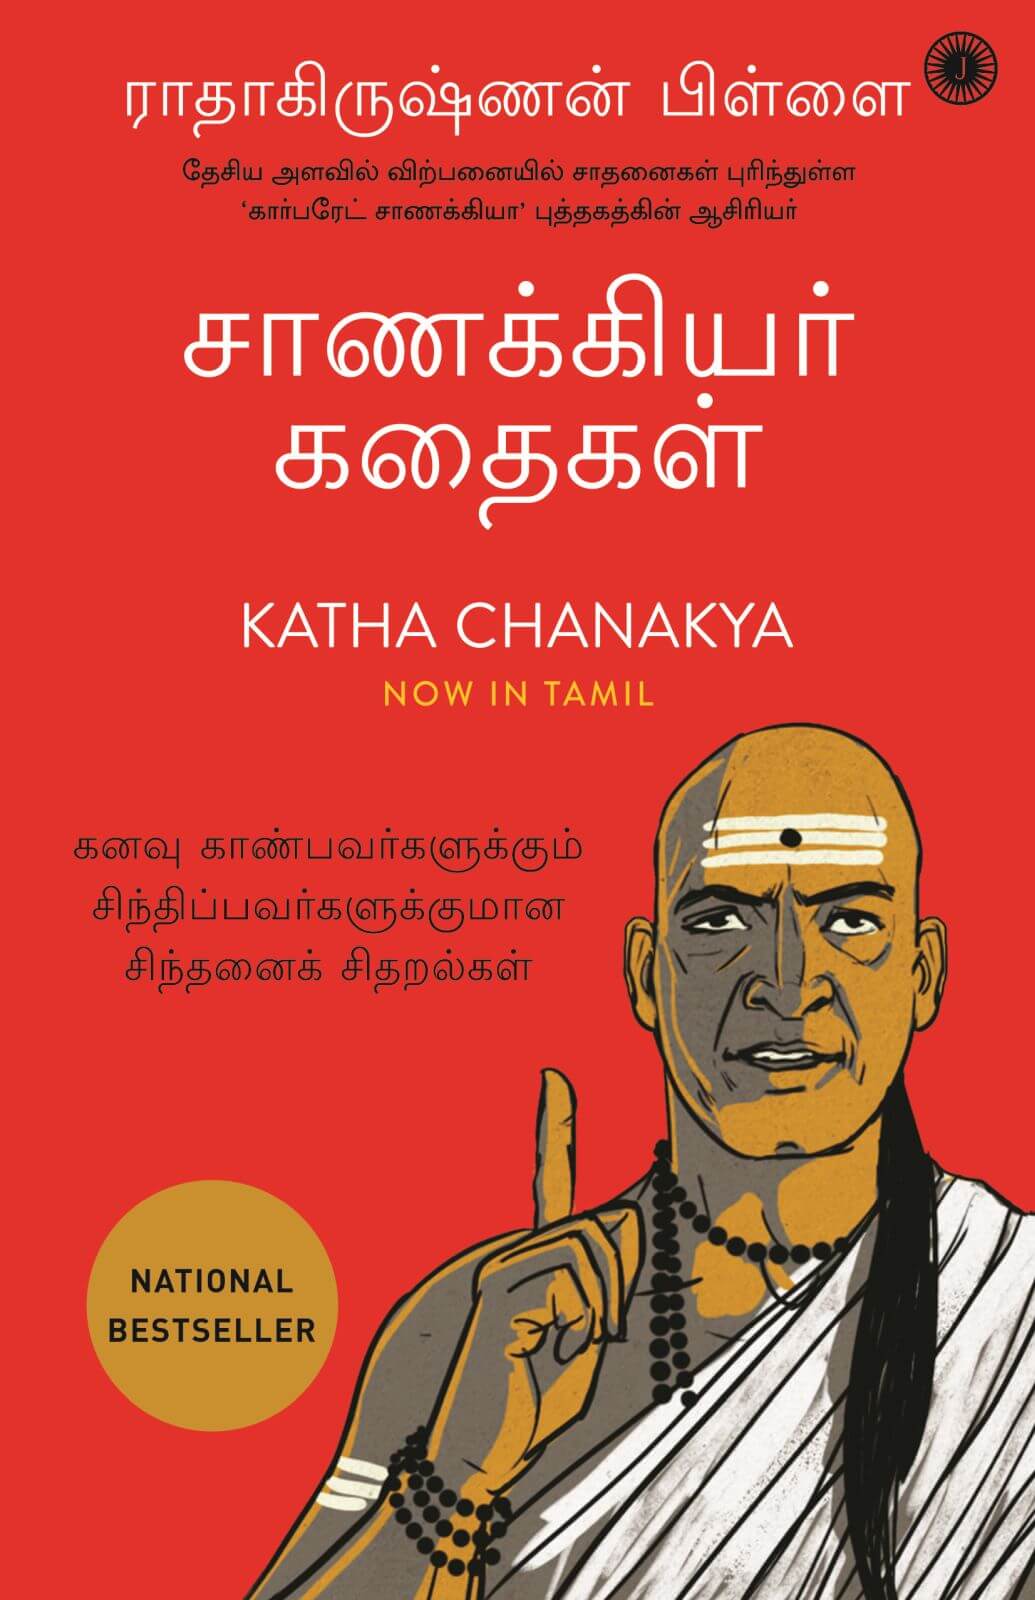 ராதாகிருஷ்ணன் பிள்ளை
J
தேசிய அளவில் விற்பனையில் சாதனைகள் புரிந்துள்ள
‘கார்பரேட் சாணக்கியா’ புத்தகத்தின் ஆசிரியர்
சாணக்கியர்
கதைகள்
KATHA CHANAKYA
NOW IN TAMIL
கனவு காண்பவர்களுக்கும்
சிந்திப்பவர்களுக்குமான
சிந்தனைக் சிதறல்கள்
NATIONAL
BESTSELLER